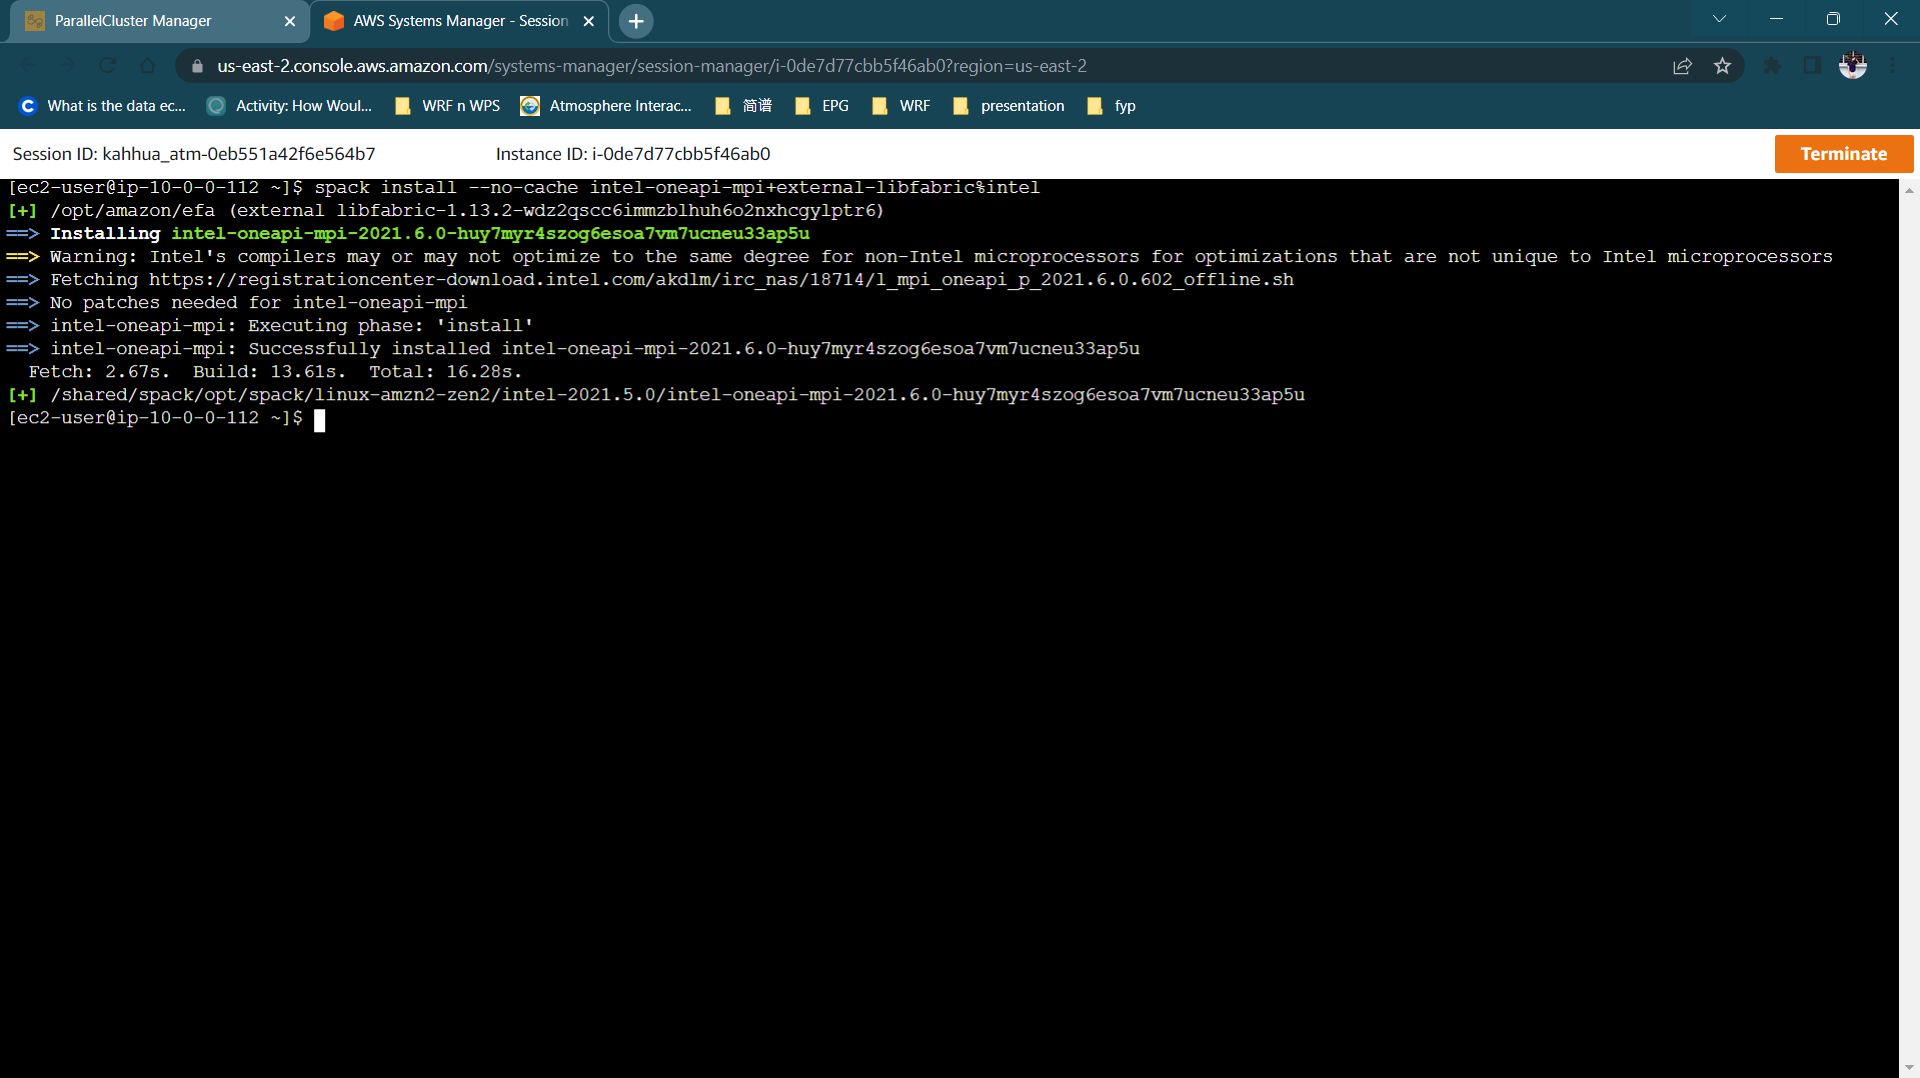 ParallelCluster Manager
AWS Systems Manager - Session
us-east-2.console.aws.amazon.com/systems-manager/session-manager/i-0de7d77cbb5f46ab0?region=us-east-2
What is the data ec...
Activity: How Woul...
WRF n WPS
Atmosphere Interac...
简谱
EPG
WRF
presentation
fyp
Session ID: kahhua_atm-0eb551a42f6e564b7
Instance ID: i-0de7d77cbb5f46ab0
Terminate
[ec2-user@ip-10-0-0-112 ~]$ spack install --no-cache intel-oneapi-mpi+external-libfabric%intel
[+] /opt/amazon/efa (external libfabric-1.13.2-wdz2qscc6immzblhuh6o2nxhcgylptr6)
==> Installing intel-oneapi-mpi-2021.6.0-huy7myr4szog6esoa7vm7ucneu33ap5u
==> Warning: Intel's compilers may or may not optimize to the same degree for non-Intel microprocessors for optimizations that are not unique to Intel microprocessors
==> Fetching https://registrationcenter-download.intel.com/akdlm/irc_nas/18714/l_mpi_oneapi_p_2021.6.0.602_offline.sh
==> No patches needed for intel-oneapi-mpi
==> intel-oneapi-mpi: Executing phase: 'install'
==> intel-oneapi-mpi: Successfully installed intel-oneapi-mpi-2021.6.0-huy7myr4szog6esoa7vm7ucneu33ap5u
Fetch: 2.67s.  Build: 13.61s.  Total: 16.28s.
[+] /shared/spack/opt/spack/linux-amzn2-zen2/intel-2021.5.0/intel-oneapi-mpi-2021.6.0-huy7myr4szog6esoa7vm7ucneu33ap5u
[ec2-user@ip-10-0-0-112 ~]$